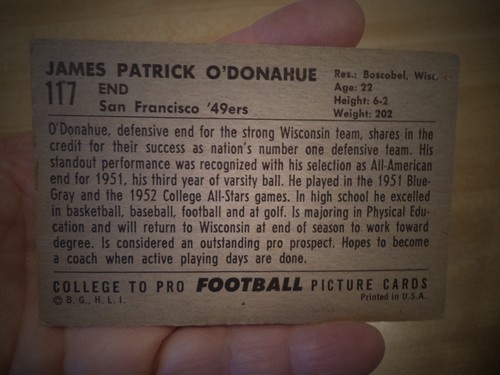 JAMES PATRICK O'DONAHUE
117
END
San Francisco '49ers
Res.: Boscobel, Wisc.
Age: 22
Height: 6-2
Weight: 202
O'Donahue, defensive end for the strong Wisconsin team, shares in the
credit for their success as nation's number one defensive team. His
standout performance was recognized with his selection as All-American
end for 1951, his third year of varsity ball. He played in the 1951 Blue-
Gray and the 1952 College All-Stars games. In high school he excelled
in basketball, baseball, football and at golf. Is majoring in Physical Edu-
cation and will return to Wisconsin at end of season to work toward
degree. Is considered an outstanding pro prospect. Hopes to become
a coach when active playing days are done.
COLLEGE TO PRO FOOTBALL PICTURE CARDS
© B.G., H.L.I.
Printed in U.S.A.